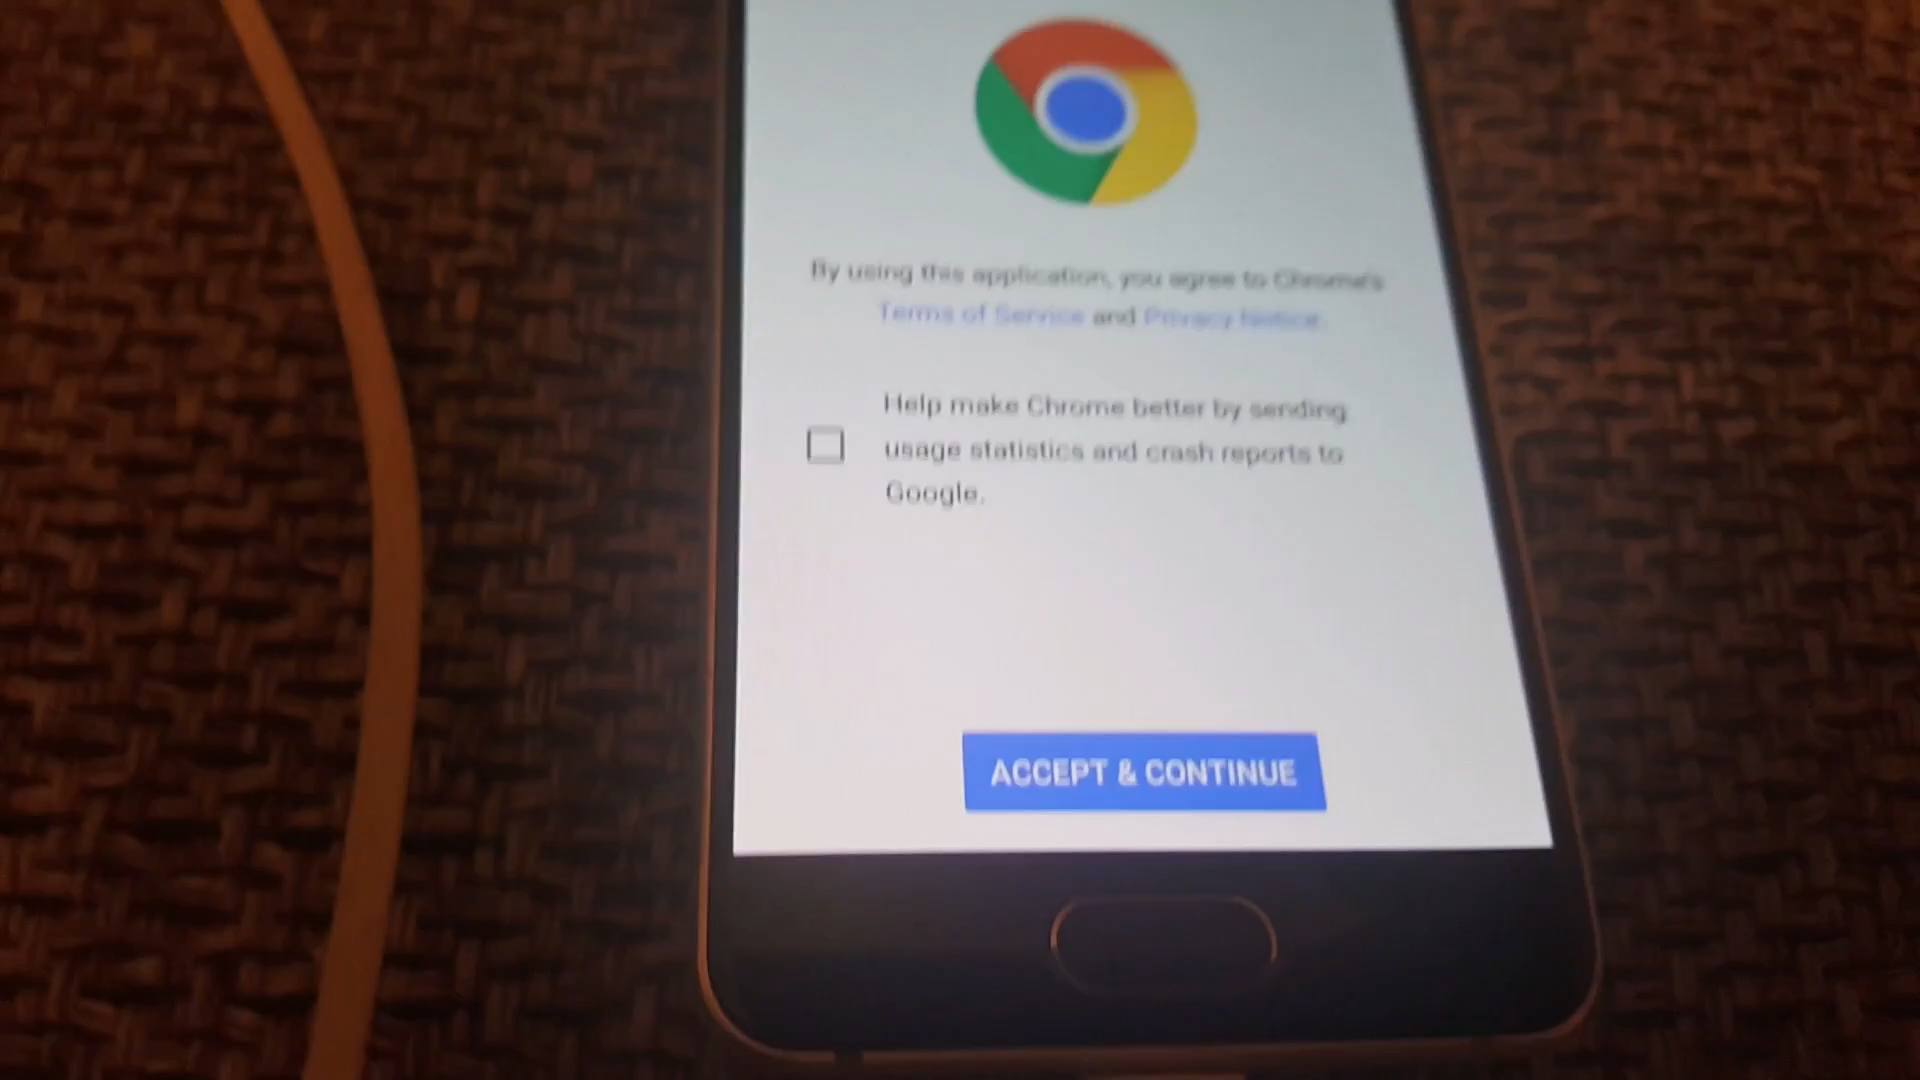 By using this application, you agree to Chrome's
Terms of Service and Privacy Notice.
Help make Chrome better by sending
usage statistics and crash reports to
Google.
ACCEPT & CONTINUE